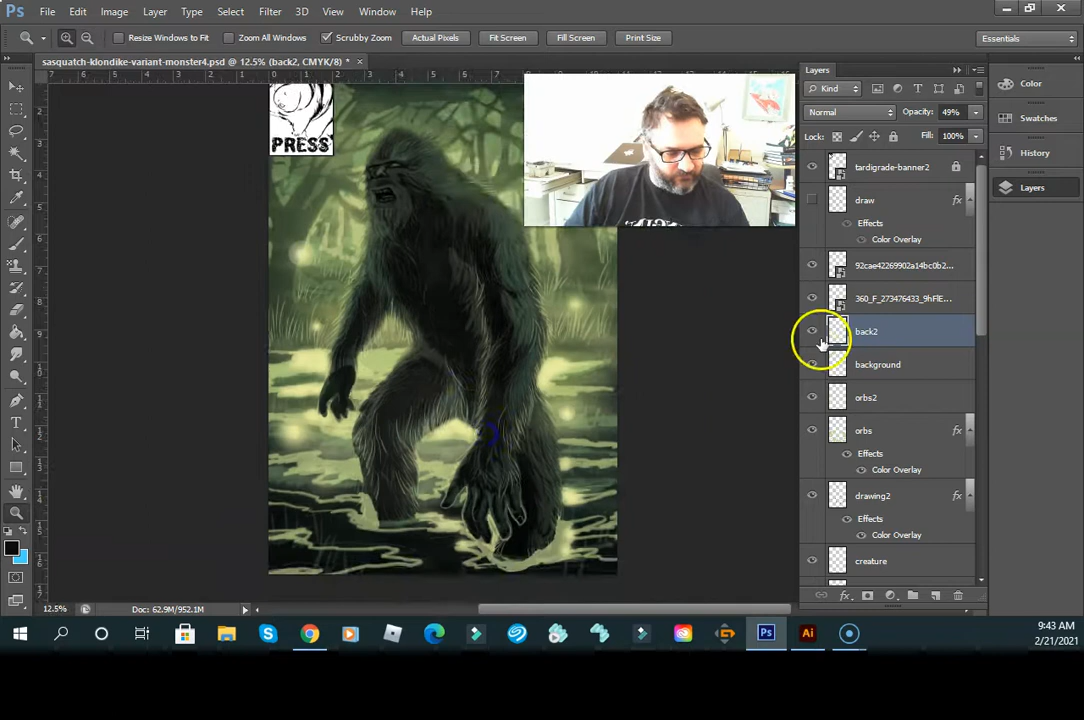 Ps File Edit Image Layer Type Select Filter 3D View Window Help
Resize Windows to Fit Zoom All Windows Scrubby Zoom Actual Pixels Fit Screen Fill Screen Print Size Essentials
sasquatch-klondike-variant-monster4.psd @ 12.5% (back2, CMYK/8) *
PRESS
Layers
Kind
Normal Opacity: 49%
Lock: Fill: 100%
tardigrade-banner2
draw fx
Effects
Color Overlay
92cae42269902a14bc0b2...
360_F_273476433_9hFlE...
back2
background
orbs2
orbs fx
Effects
Color Overlay
drawing2 fx
Effects
Color Overlay
creature
Color
Swatches
History
Layers
12.5% Doc: 62.9M/952.1M
9:43 AM
2/21/2021